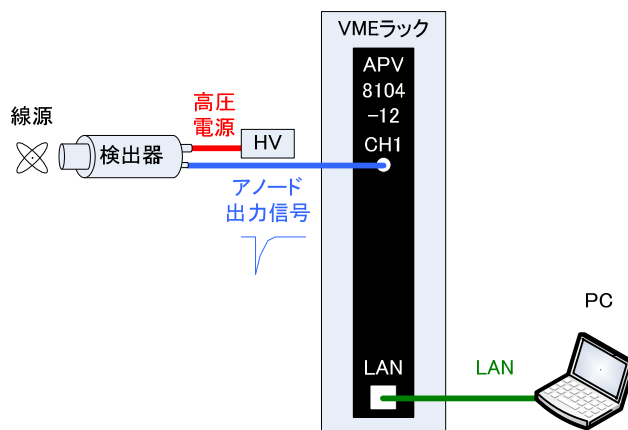 VMEラック
APV
8104
-12
CH1
線源
検出器
高圧
電源
HV
アノード
出力信号
LAN
LAN
PC